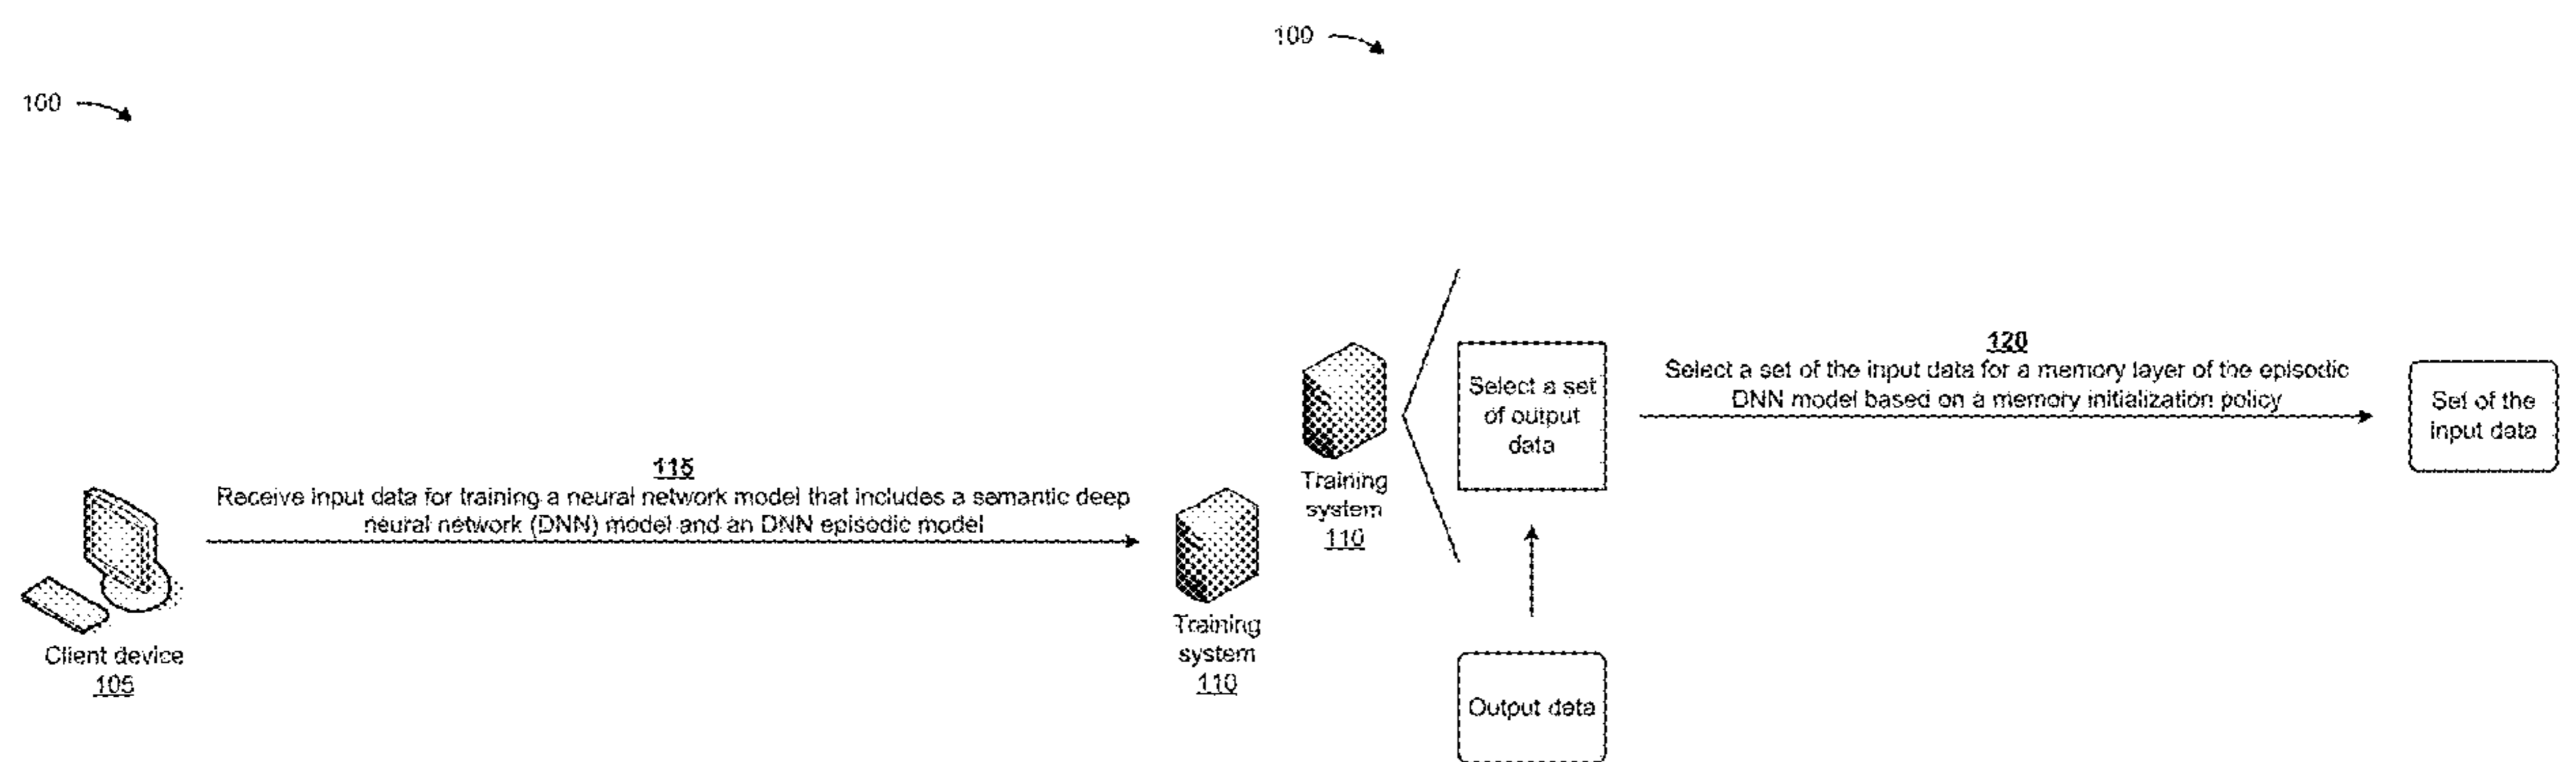 100
115
Receive input data for training a neural network model that includes a semantic deep
neural network (DNN) model and an DNN episodic model
Client device
105
Training
system
110
100
Training
system
110
Select a set
of output
data
Output data
120
Select a set of the input data for a memory layer of the episodic
DNN model based on a memory initialization policy
Set of the
input data